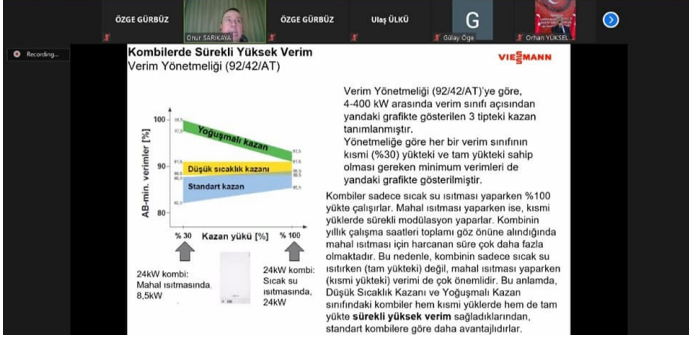 ÖZGE GÜRBÜZ
Onur SARIKAYA
ÖZGE GÜRBÜZ
Ulaş ÜLKÜ
G
Gülay Öge
Orhan YÜKSEL
Recording...
Kombilerde Sürekli Yüksek Verim
Verim Yönetmeliği (92/42/AT)
VIESMANN
AB-min. verimler [%]
100
90
80
Yoğuşmalı kazan
Düşük sıcaklık kazanı
Standart kazan
% 30
Kazan yükü [%]
% 100
24kW kombi:
Mahal ısıtmasında,
8,5kW
24kW kombi:
Sıcak su
ısıtmasında,
24kW
Verim Yönetmeliği (92/42/AT)'ye göre,
4-400 kW arasında verim sınıfı açısından
yandaki grafikte gösterilen 3 tipteki kazan
tanımlanmıştır.
Yönetmeliğe göre her bir verim sınıfının
kısmi (%30) yükteki ve tam yükteki sahip
olması gereken minimum verimleri de
yandaki grafikte gösterilmiştir.
Kombiler sadece sıcak su ısıtması yaparken %100
yükte çalışırlar. Mahal ısıtması yaparken ise, kısmi
yüklerde sürekli modülasyon yaparlar. Kombinin
yıllık çalışma saatleri toplamı göz önüne alındığında
mahal ısıtması için harcanan süre çok daha fazla
olmaktadır. Bu nedenle, kombinin sadece sıcak su
ısıtırken (tam yükteki) değil, mahal ısıtması yaparken
(kısmi yükteki) verimi de çok önemlidir. Bu anlamda,
Düşük Sıcaklık Kazanı ve Yoğuşmalı Kazan
sınıfındaki kombiler hem kısmi yüklerde hem de tam
yükte sürekli yüksek verim sağladıklarından,
standart kombilere göre daha avantajlıdırlar.